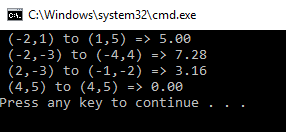 C:\Windows\system32\cmd.exe
(-2,1) to (1,5) => 5.00
(-2,-3) to (-4,4) => 7.28
(2,-3) to (-1,-2) => 3.16
(4,5) to (4,5) => 0.00
Press any key to continue . . .